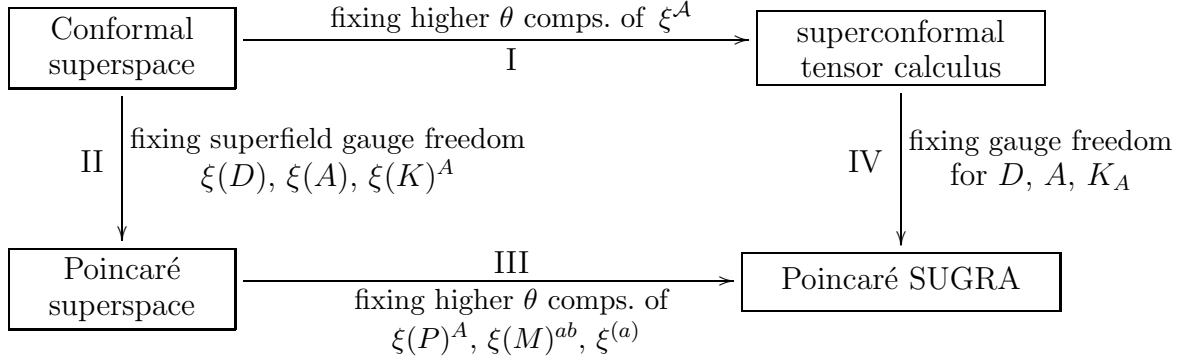 Conformal
superspace
fixing higher θ comps. of ξ^𝒜
I
superconformal
tensor calculus
II
fixing superfield gauge freedom
ξ(D), ξ(A), ξ(K)^A
IV
fixing gauge freedom
for D, A, K_A
Poincaré
superspace
III
fixing higher θ comps. of
ξ(P)^A, ξ(M)^{ab}, ξ^{(a)}
Poincaré SUGRA